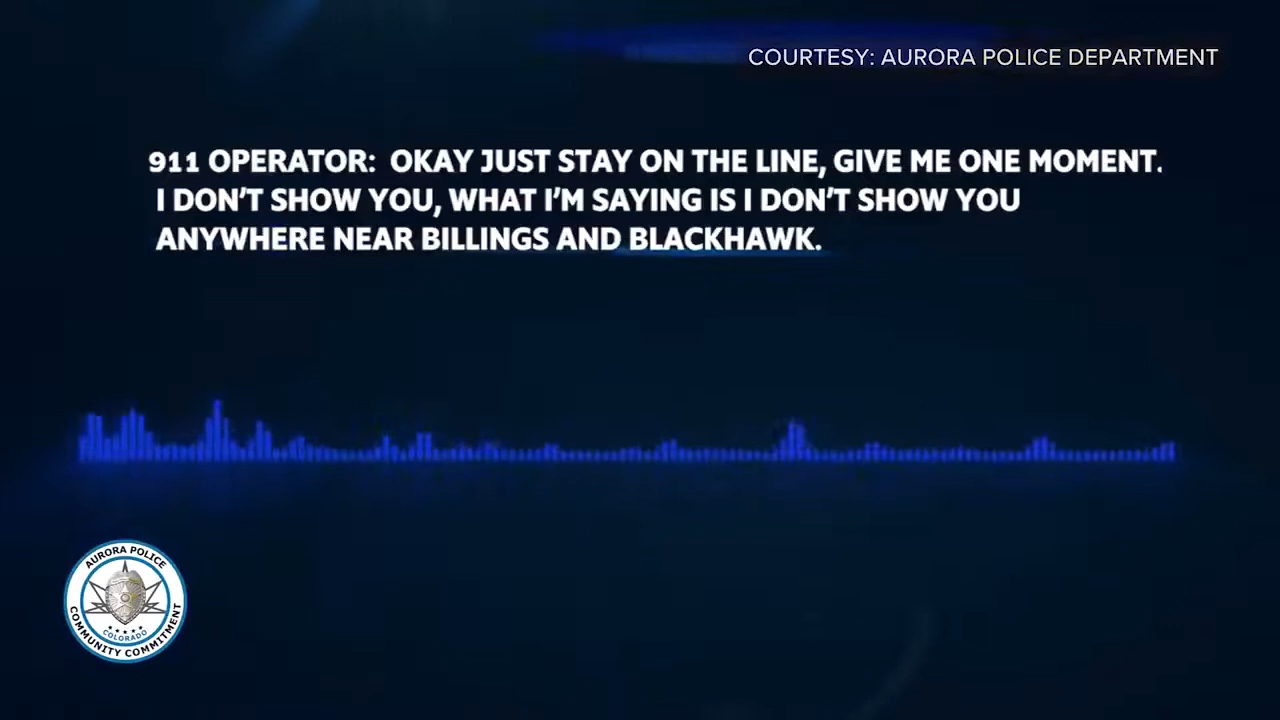 COURTESY: AURORA POLICE DEPARTMENT
911 OPERATOR: OKAY JUST STAY ON THE LINE, GIVE ME ONE MOMENT.
I DON'T SHOW YOU, WHAT I'M SAYING IS I DON'T SHOW YOU
ANYWHERE NEAR BILLINGS AND BLACKHAWK.
AURORA POLICE
COLORADO
COMMUNITY COMMITMENT